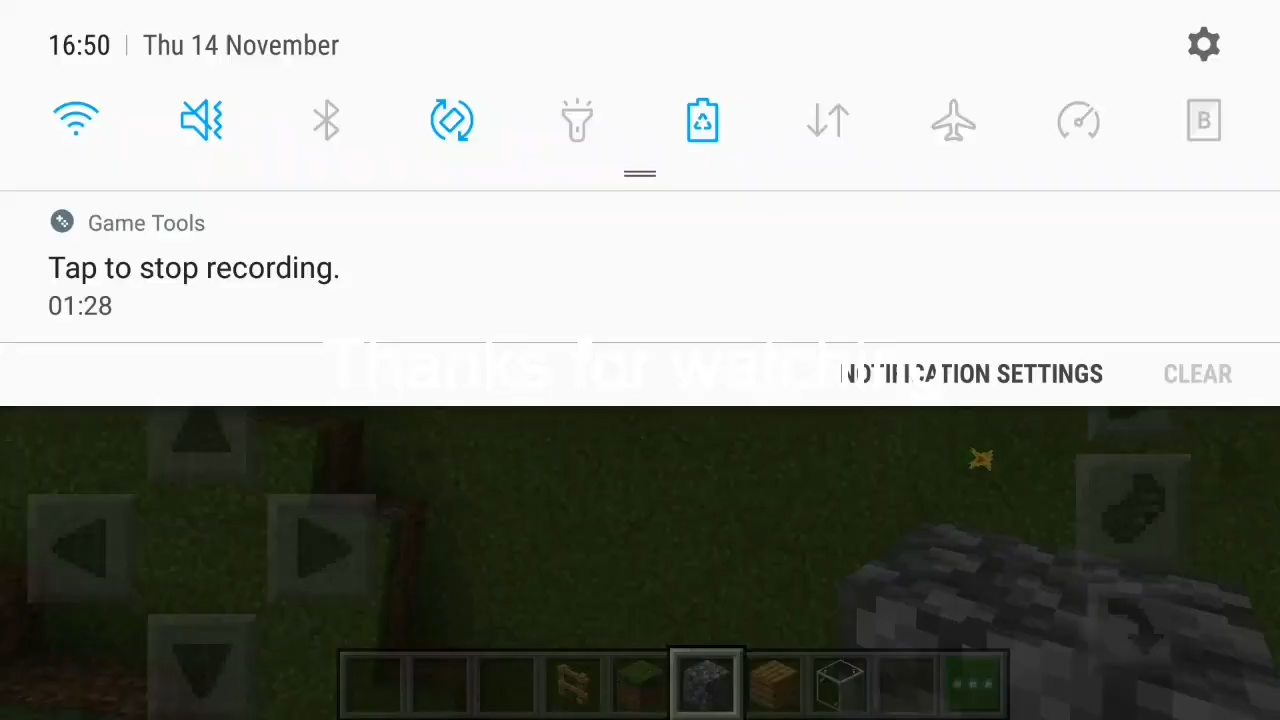 16:50 | Thu 14 November
B
Game Tools
Tap to stop recording.
01:28
Thanks for watching
NOTIFICATION SETTINGS
CLEAR